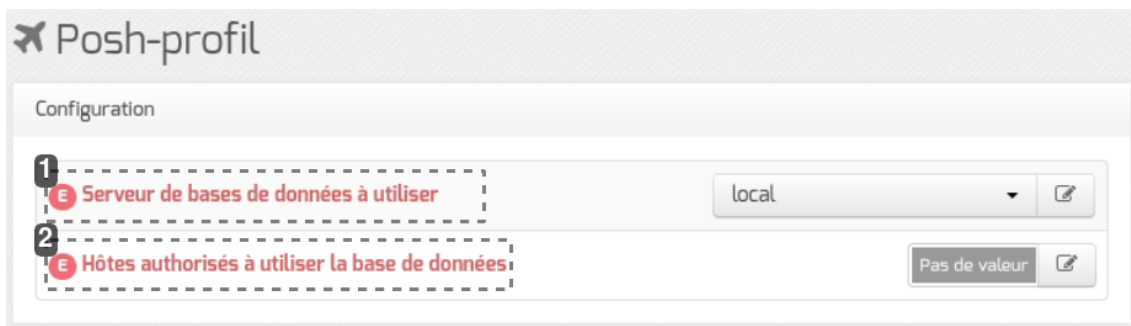 Posh-profil
Configuration
1
E Serveur de bases de données à utiliser local
2
E Hôtes authorisés à utiliser la base de données Pas de valeur